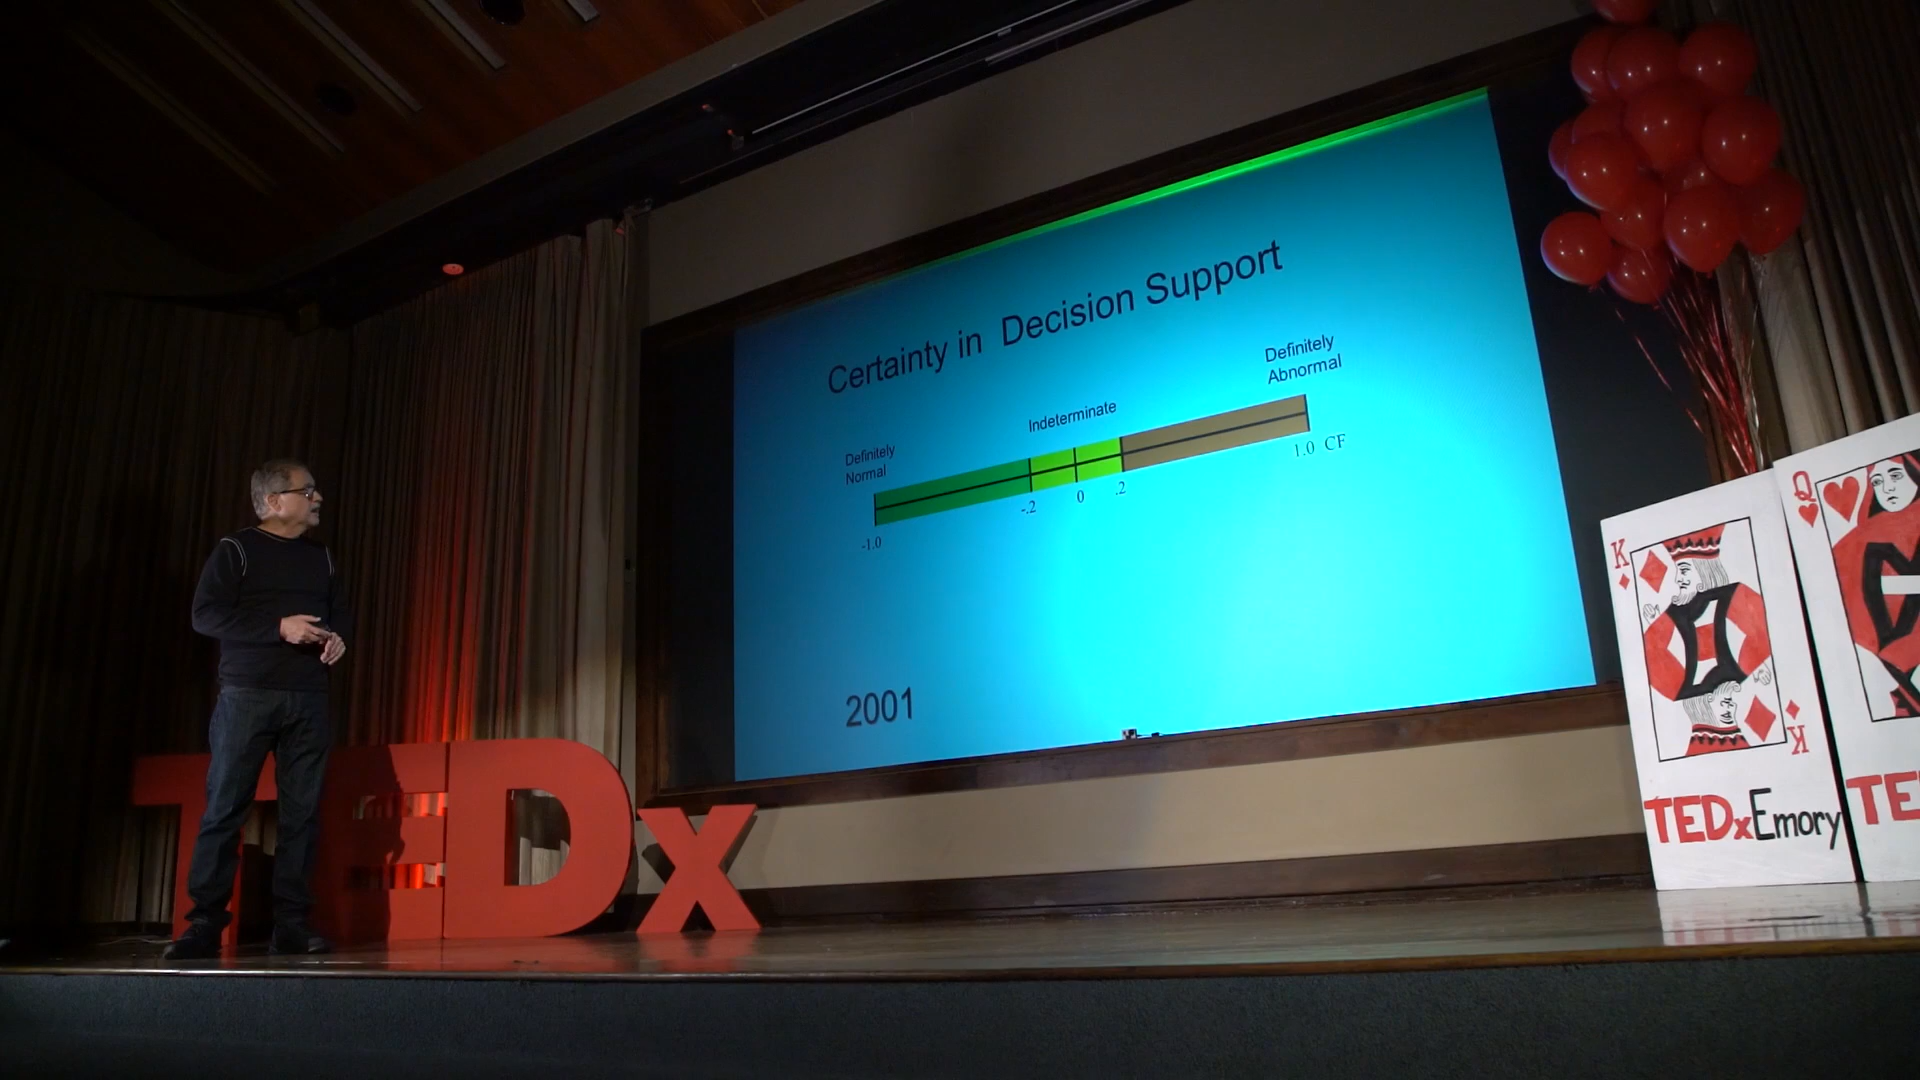 Certainty in Decision Support
Definitely
Abnormal
Indeterminate
Definitely
Normal
-1.0
-.2
0
.2
1.0 CF
2001
TEDx
K
K
TEDxEmory
Q
TE